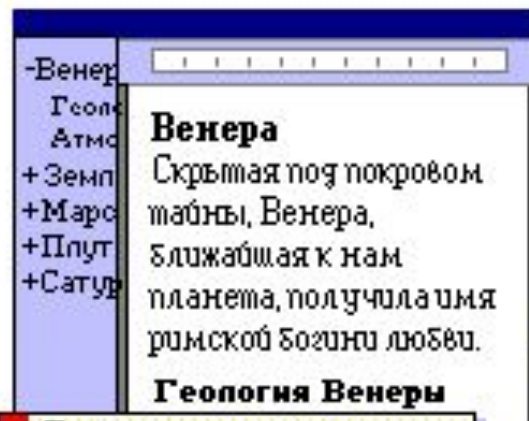 -Венер
Геоло
Атмо
+Земл
+Марс
+Плут
+Сатур
Венера
Скрытая под покровом
тайны, Венера,
ближайшая к нам
планета, получила имя
римской богини любви.
Геология Венеры